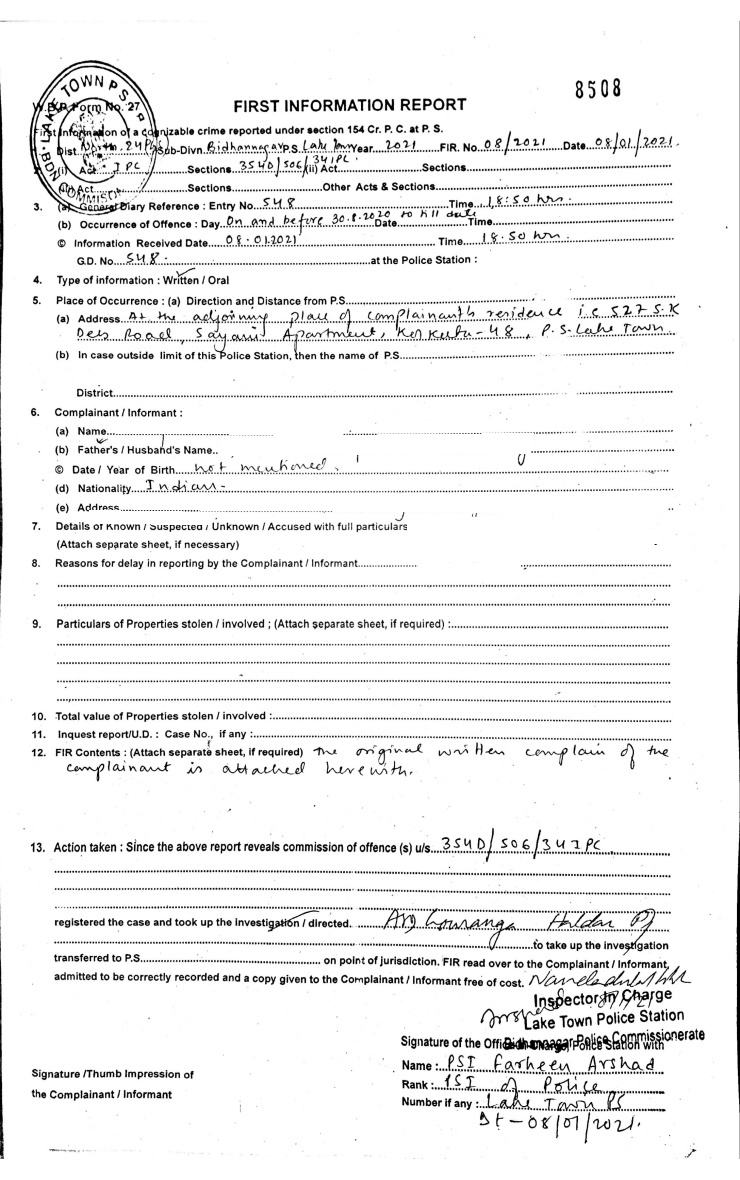 8508
TOWN P.S.
NDB-LAKE
COMMISR
W.B.P. Form No. 27
FIRST INFORMATION REPORT
First Information of a cognizable crime reported under section 154 Cr. P. C. at P. S.
Dist. North 24 Pgs Sub-Divn. Bidhannagar P.S. Lake Town Year 2021 FIR. No. 08/2021 Date 08/01/2021.
(i) Act IPC Sections 354D/506/34 IPC (ii) Act Sections
Act Sections Other Acts & Sections
3. (a) General Diary Reference : Entry No. 548 Time 18:50 hrs.
(b) Occurrence of Offence : Day On and before 30.8.2020 to till date Date Time
© Information Received Date 08.01.2021 Time 18.50 hrs.
G.D. No. 548. at the Police Station :
4. Type of information : Written / Oral
5. Place of Occurrence : (a) Direction and Distance from P.S.
(a) Address At the adjoining place of complainant's residence i.e 527 S.K
Deb Road, Sayani Apartment, Kolkata-48, P.S-Lake Town
(b) In case outside limit of this Police Station, then the name of P.S
District
6. Complainant / Informant :
(a) Name
(b) Father's / Husband's Name..
© Date / Year of Birth not mentioned.
(d) Nationality Indian-
(e) Address
7. Details of Known / Suspected / Unknown / Accused with full particulars
(Attach separate sheet, if necessary)
8. Reasons for delay in reporting by the Complainant / Informant
9. Particulars of Properties stolen / involved ; (Attach separate sheet, if required) :
10. Total value of Properties stolen / involved :
11. Inquest report/U.D. : Case No., if any :
12. FIR Contents : (Attach separate sheet, if required) The original written complain of the
complainant is attached herewith.
13. Action taken : Since the above report reveals commission of offence (s) u/s. 354D/506/34 IPC
registered the case and took up the investigation / directed. ASI Gouranga Haldar
to take up the investigation
transferred to P.S. on point of jurisdiction. FIR read over to the Complainant / Informant,
admitted to be correctly recorded and a copy given to the Complainant / Informant free of cost.
Inspector In Charge
Lake Town Police Station
Bidhannagar Police Commissionerate
Signature of the Officer Police Station with
Name : PSI Farheen Arshad
Signature /Thumb Impression of
Rank : PSI of Police
the Complainant / Informant
Number if any : Lake Town PS
Dt - 08/01/2021.